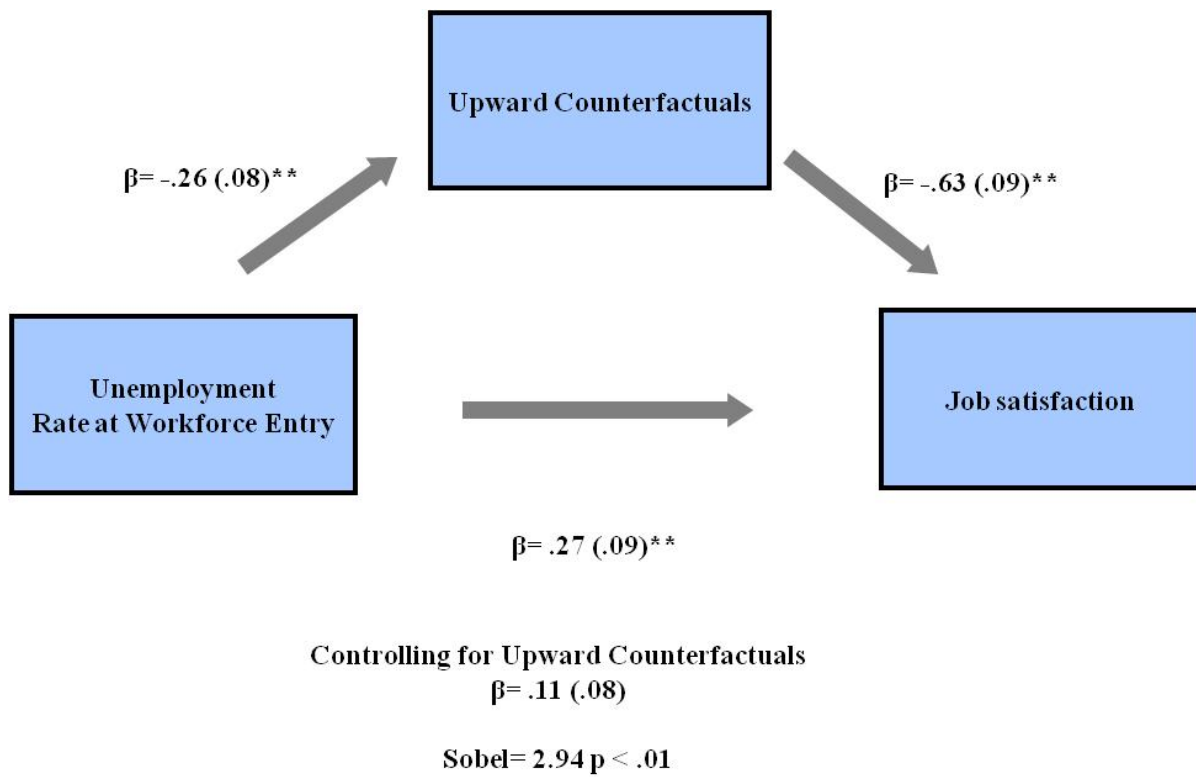 Upward Counterfactuals
β= -.26 (.08)**
β= -.63 (.09)**
Unemployment
Rate at Workforce Entry
Job satisfaction
β= .27 (.09)**
Controlling for Upward Counterfactuals
β= .11 (.08)
Sobel= 2.94 p < .01